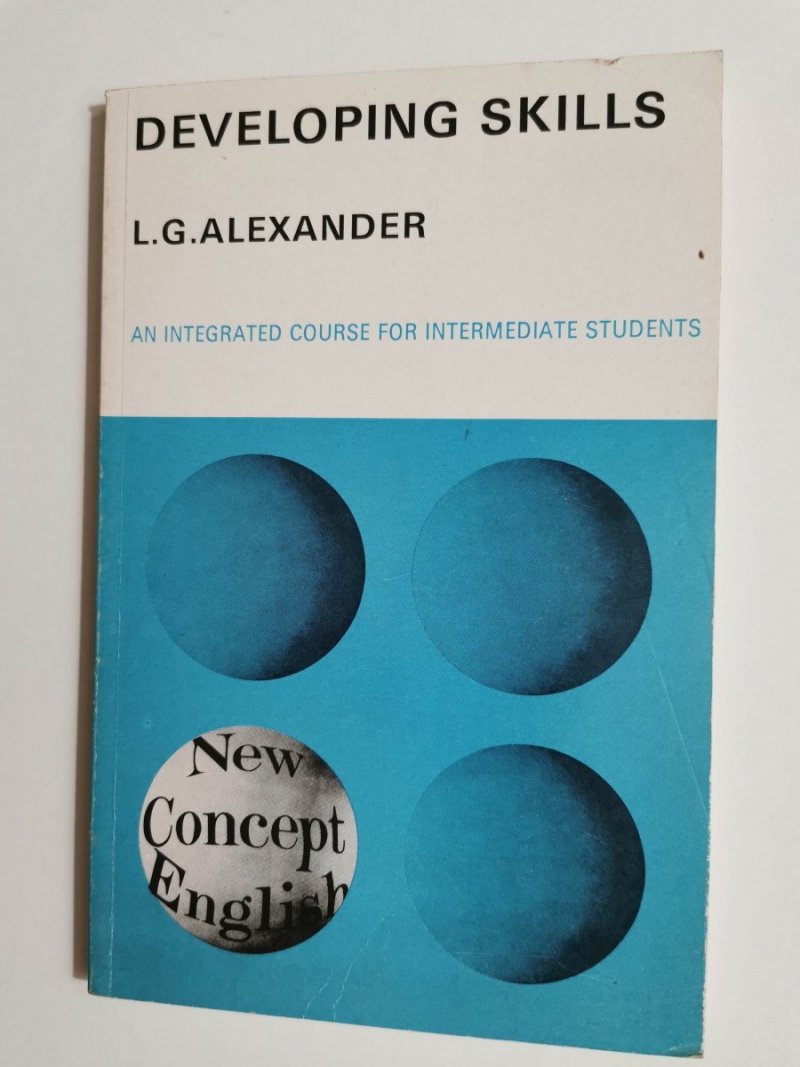 DEVELOPING SKILLS
L.G.ALEXANDER
AN INTEGRATED COURSE FOR INTERMEDIATE STUDENTS
New
Concept
English